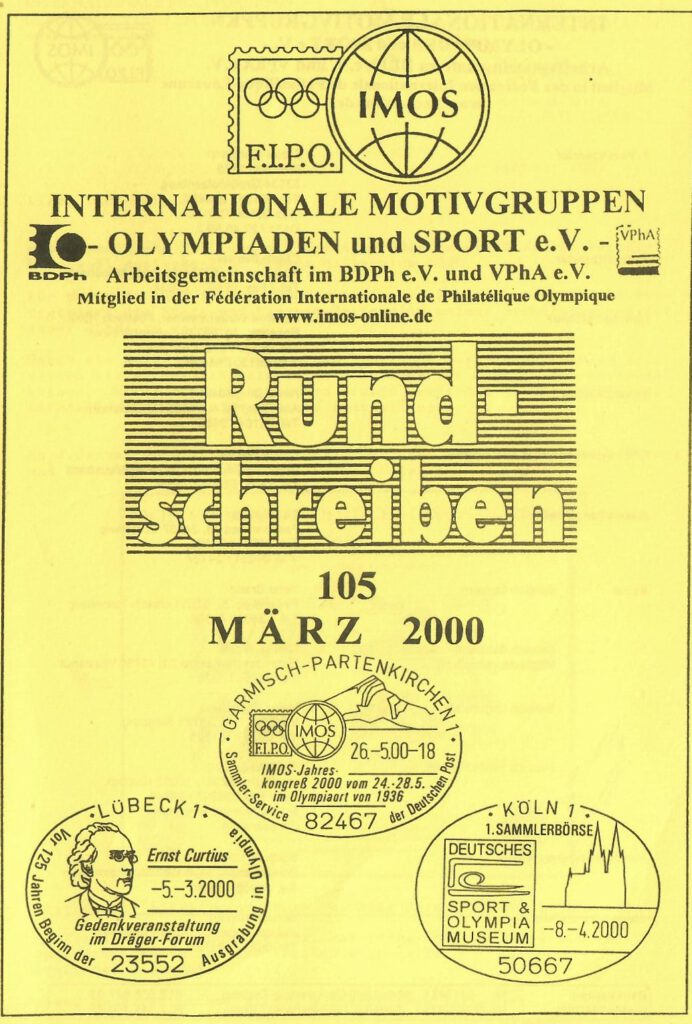 IMOS
F.I.P.O.
INTERNATIONALE MOTIVGRUPPEN
- OLYMPIADEN und SPORT e.V. -
BDPh
VPhA
Arbeitsgemeinschaft im BDPh e.V. und VPhA e.V.
Mitglied in der Fédération Internationale de Philatélique Olympique
www.imos-online.de
Rund-
schreiben
105
MÄRZ 2000
GARMISCH-PARTENKIRCHEN 1
IMOS
F.I.P.O.
26.-5.00-18
IMOS-Jahres-
kongreß 2000 vom 24.-28.5.
im Olympiaort von 1936
Sammler-Service der Deutschen Post
82467
LÜBECK 1
Ernst Curtius
-5.-3.2000
Gedenkveranstaltung
im Dräger-Forum
Vor 125 Jahren Beginn der Ausgrabung in Olympia
23552
KÖLN 1
1.SAMMLERBÖRSE
DEUTSCHES
SPORT &
OLYMPIA
MUSEUM
-8.-4.2000
50667